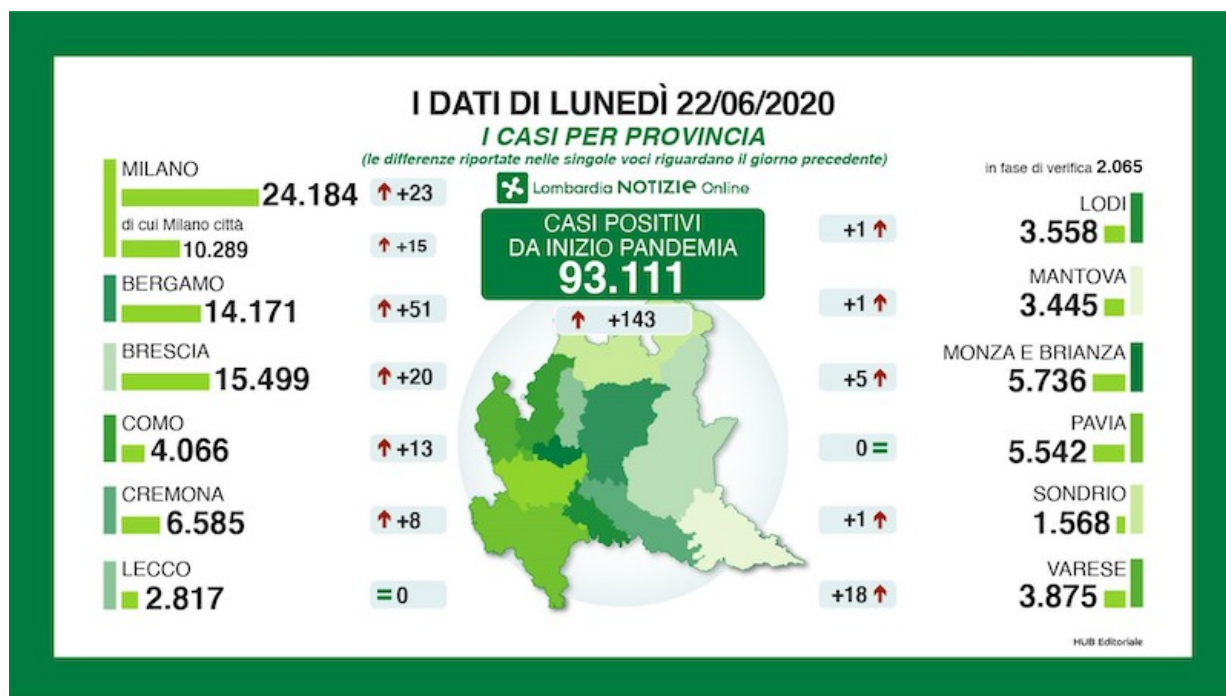 I DATI DI LUNEDÌ 22/06/2020
I CASI PER PROVINCIA
(le differenze riportate nelle singole voci riguardano il giorno precedente)
Lombardia NOTIZIE Online
CASI POSITIVI
DA INIZIO PANDEMIA
93.111
+143
MILANO
24.184 +23
di cui Milano città
10.289 +15
BERGAMO
14.171 +51
BRESCIA
15.499 +20
COMO
4.066 +13
CREMONA
6.585 +8
LECCO
2.817 = 0
in fase di verifica 2.065
LODI
+1 3.558
MANTOVA
+1 3.445
MONZA E BRIANZA
+5 5.736
PAVIA
0 = 5.542
SONDRIO
+1 1.568
VARESE
+18 3.875
HUB Editoriale